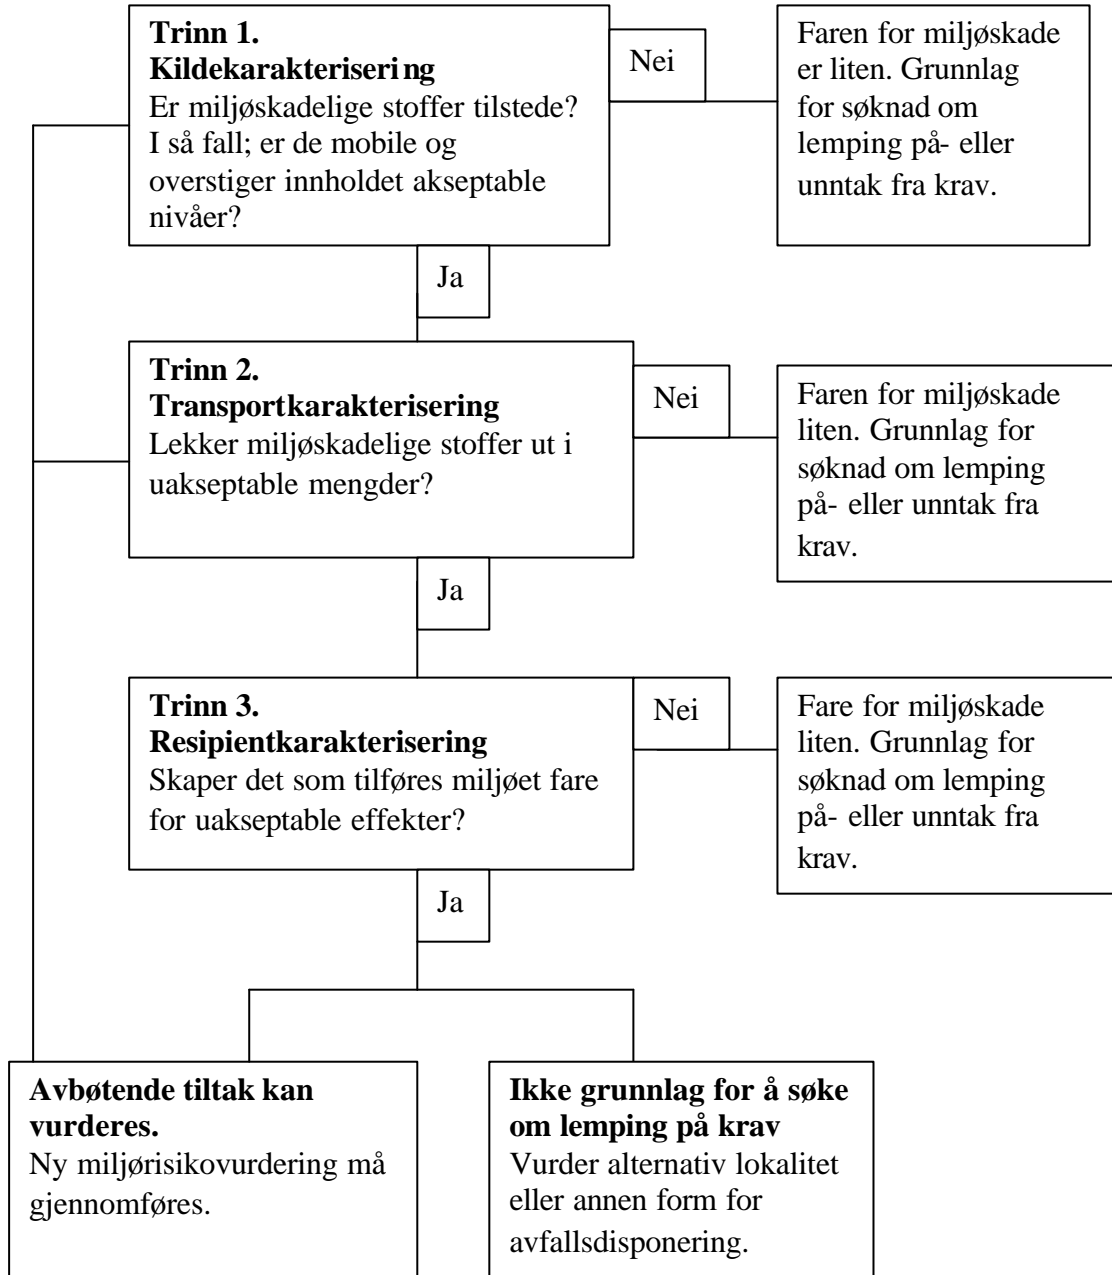 Trinn 1.
Kildekarakterisering
Er miljøskadelige stoffer tilstede?
I så fall; er de mobile og
overstiger innholdet akseptable
nivåer?
Nei
Faren for miljøskade
er liten. Grunnlag
for søknad om
lemping på- eller
unntak fra krav.
Ja
Trinn 2.
Transportkarakterisering
Lekker miljøskadelige stoffer ut i
uakseptable mengder?
Nei
Faren for miljøskade
liten. Grunnlag for
søknad om lemping
på- eller unntak fra
krav.
Ja
Trinn 3.
Resipientkarakterisering
Skaper det som tilføres miljøet fare
for uakseptable effekter?
Nei
Fare for miljøskade
liten. Grunnlag for
søknad om lemping
på- eller unntak fra
krav.
Ja
Avbøtende tiltak kan
vurderes.
Ny miljørisikovurdering må
gjennomføres.
Ikke grunnlag for å søke
om lemping på krav
Vurder alternativ lokalitet
eller annen form for
avfallsdisponering.